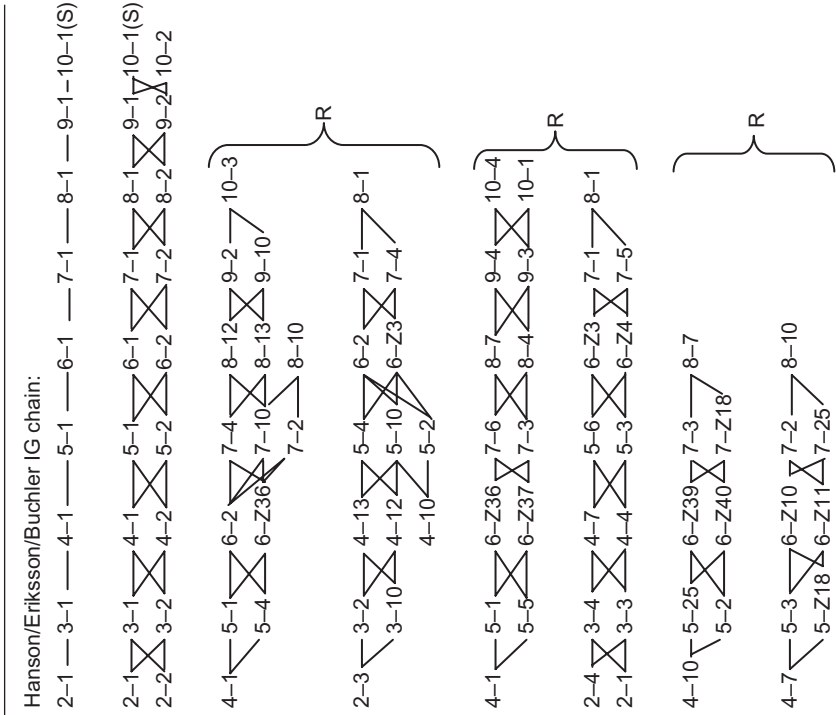 Hanson/Eriksson/Buchler IG chain:
2–1 3–1 4–1 5–1 6–1 7–1 8–1 9–1 10–1(S)
2–1 3–1 4–1 5–1 6–1 7–1 8–1 9–1 10–1(S)
2–2 3–2 4–2 5–2 6–2 7–2 8–2 9–2 10–2
4–1 5–1 6–2 7–4 8–12 9–2 10–3
5–4 6–Z36 7–10 8–13 9–10
7–2 8–10
R
2–3 3–2 4–13 5–4 6–2 7–1 8–1
3–10 4–12 5–10 6–Z3 7–4
4–10 5–2
4–1 5–1 6–Z36 7–6 8–7 9–4 10–4
5–5 6–Z37 7–3 8–4 9–3 10–1
R
2–4 3–4 4–7 5–6 6–Z3 7–1 8–1
2–1 3–3 4–4 5–3 6–Z4 7–5
4–10 5–25 6–Z39 7–3 8–7
5–2 6–Z40 7–Z18
R
4–7 5–3 6–Z10 7–2 8–10
5–Z18 6–Z11 7–25